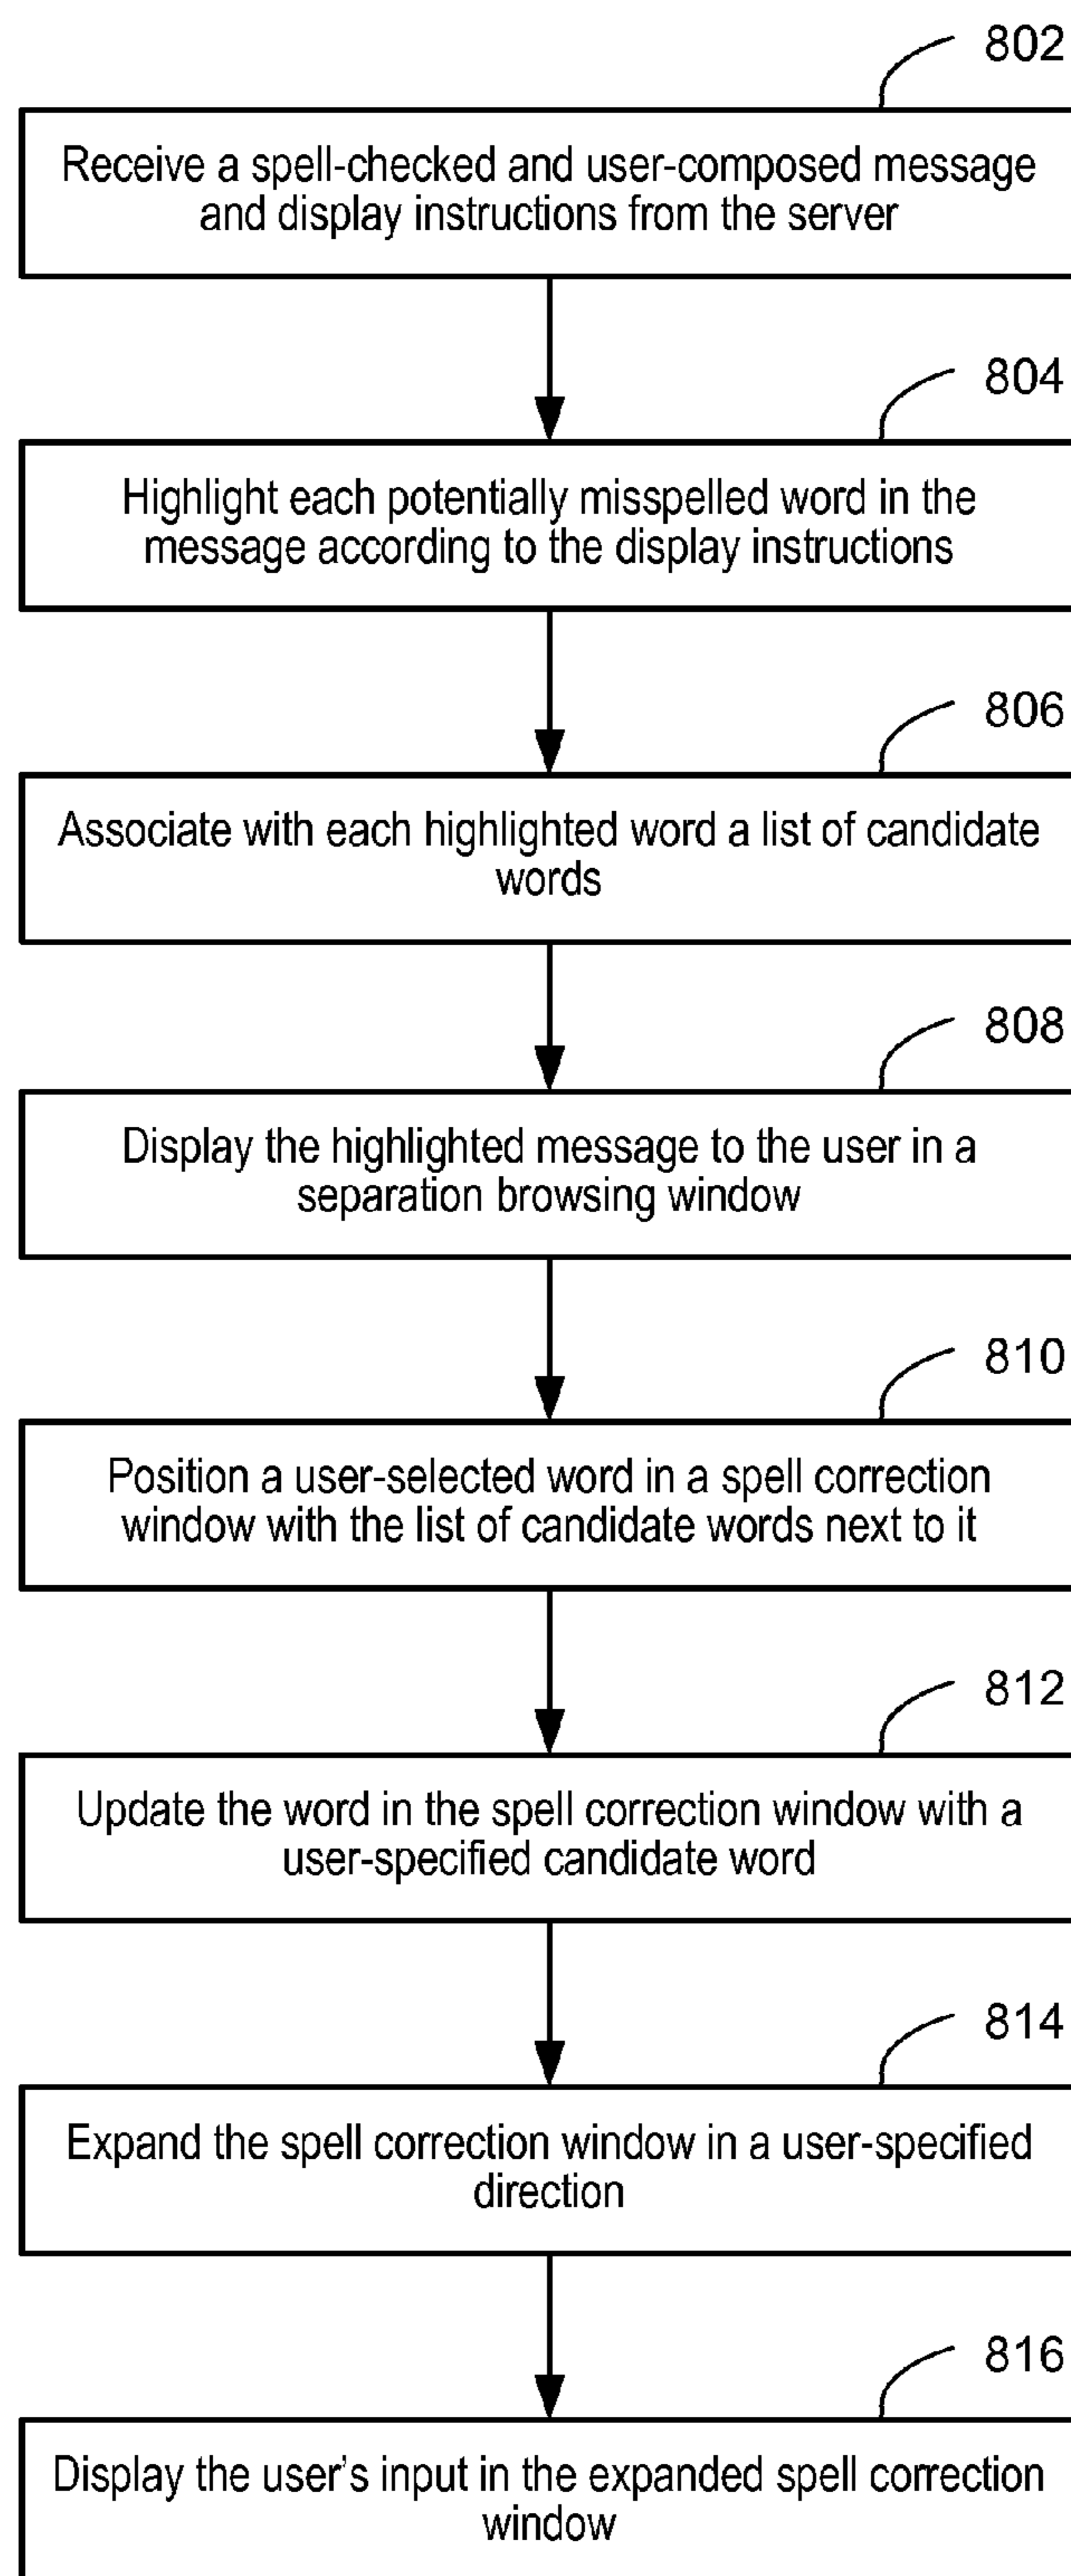 802
Receive a spell-checked and user-composed message
and display instructions from the server
804
Highlight each potentially misspelled word in the
message according to the display instructions
806
Associate with each highlighted word a list of candidate
words
808
Display the highlighted message to the user in a
separation browsing window
810
Position a user-selected word in a spell correction
window with the list of candidate words next to it
812
Update the word in the spell correction window with a
user-specified candidate word
814
Expand the spell correction window in a user-specified
direction
816
Display the user's input in the expanded spell correction
window